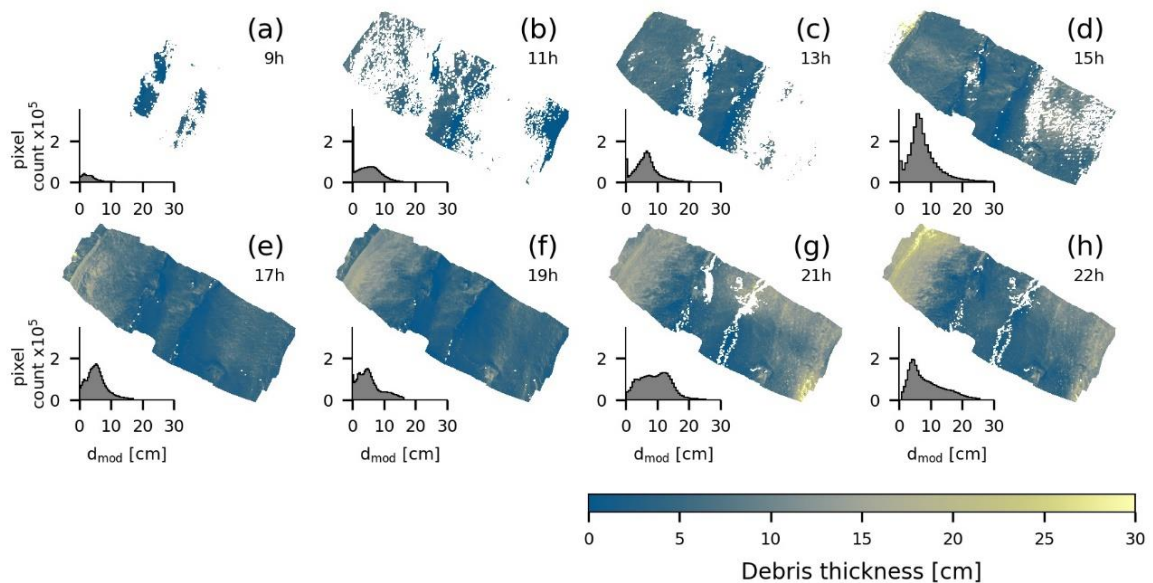 (a) (b) (c) (d)
9h 11h 13h 15h
pixel
count x10⁵
2
0
2
0
2
0
2
0
0 10 20 30 0 10 20 30 0 10 20 30 0 10 20 30
(e) (f) (g) (h)
17h 19h 21h 22h
pixel
count x10⁵
2
0
2
0
2
0
2
0
0 10 20 30 0 10 20 30 0 10 20 30 0 10 20 30
d_mod [cm] d_mod [cm] d_mod [cm] d_mod [cm]
0 5 10 15 20 25 30
Debris thickness [cm]